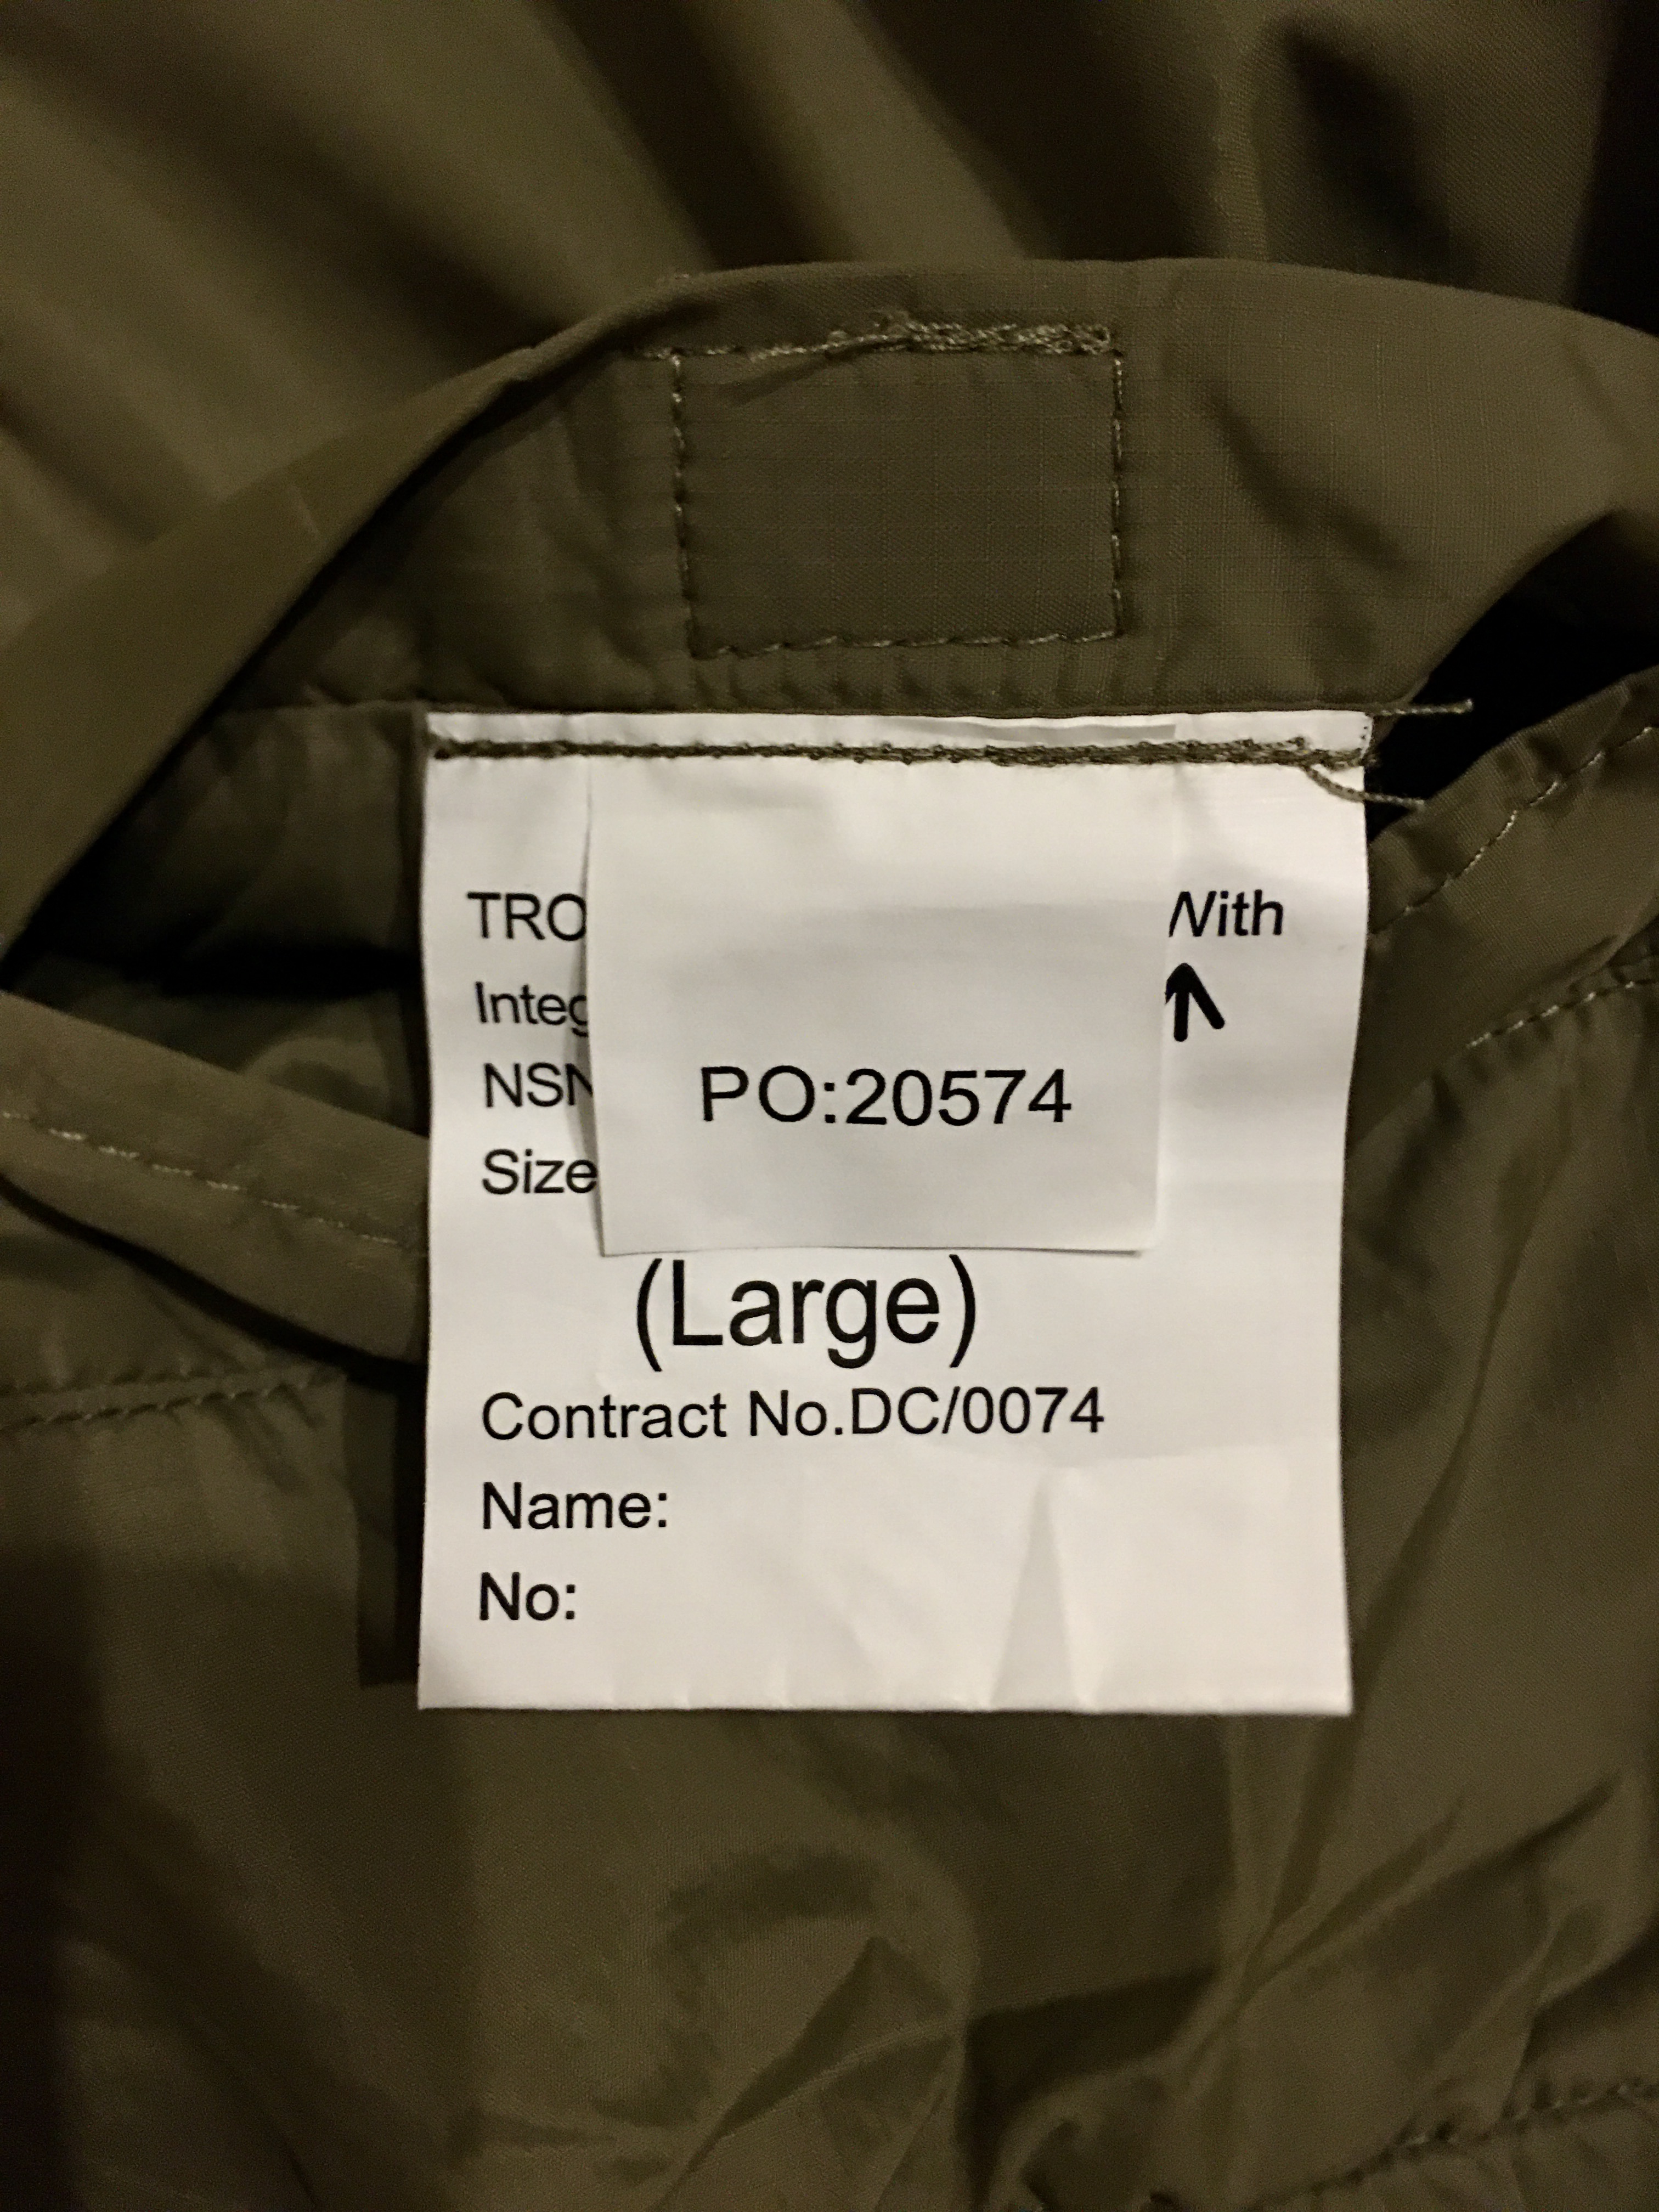 TRO With
Integ
NSN
Size
PO:20574
(Large)
Contract No.DC/0074
Name:
No: